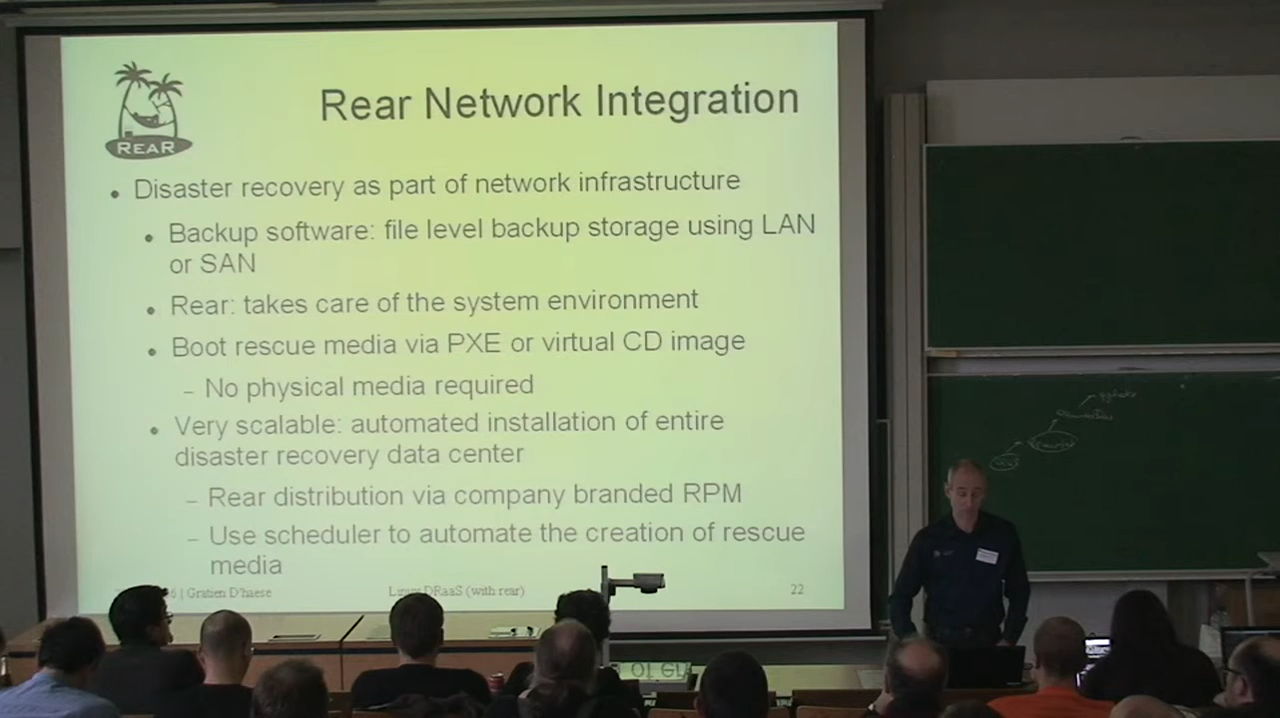 REAR
Rear Network Integration
• Disaster recovery as part of network infrastructure
• Backup software: file level backup storage using LAN
or SAN
• Rear: takes care of the system environment
• Boot rescue media via PXE or virtual CD image
– No physical media required
• Very scalable: automated installation of entire
disaster recovery data center
– Rear distribution via company branded RPM
– Use scheduler to automate the creation of rescue
media
6 | Gratien D'haese
Linux DRaaS (with rear)
22